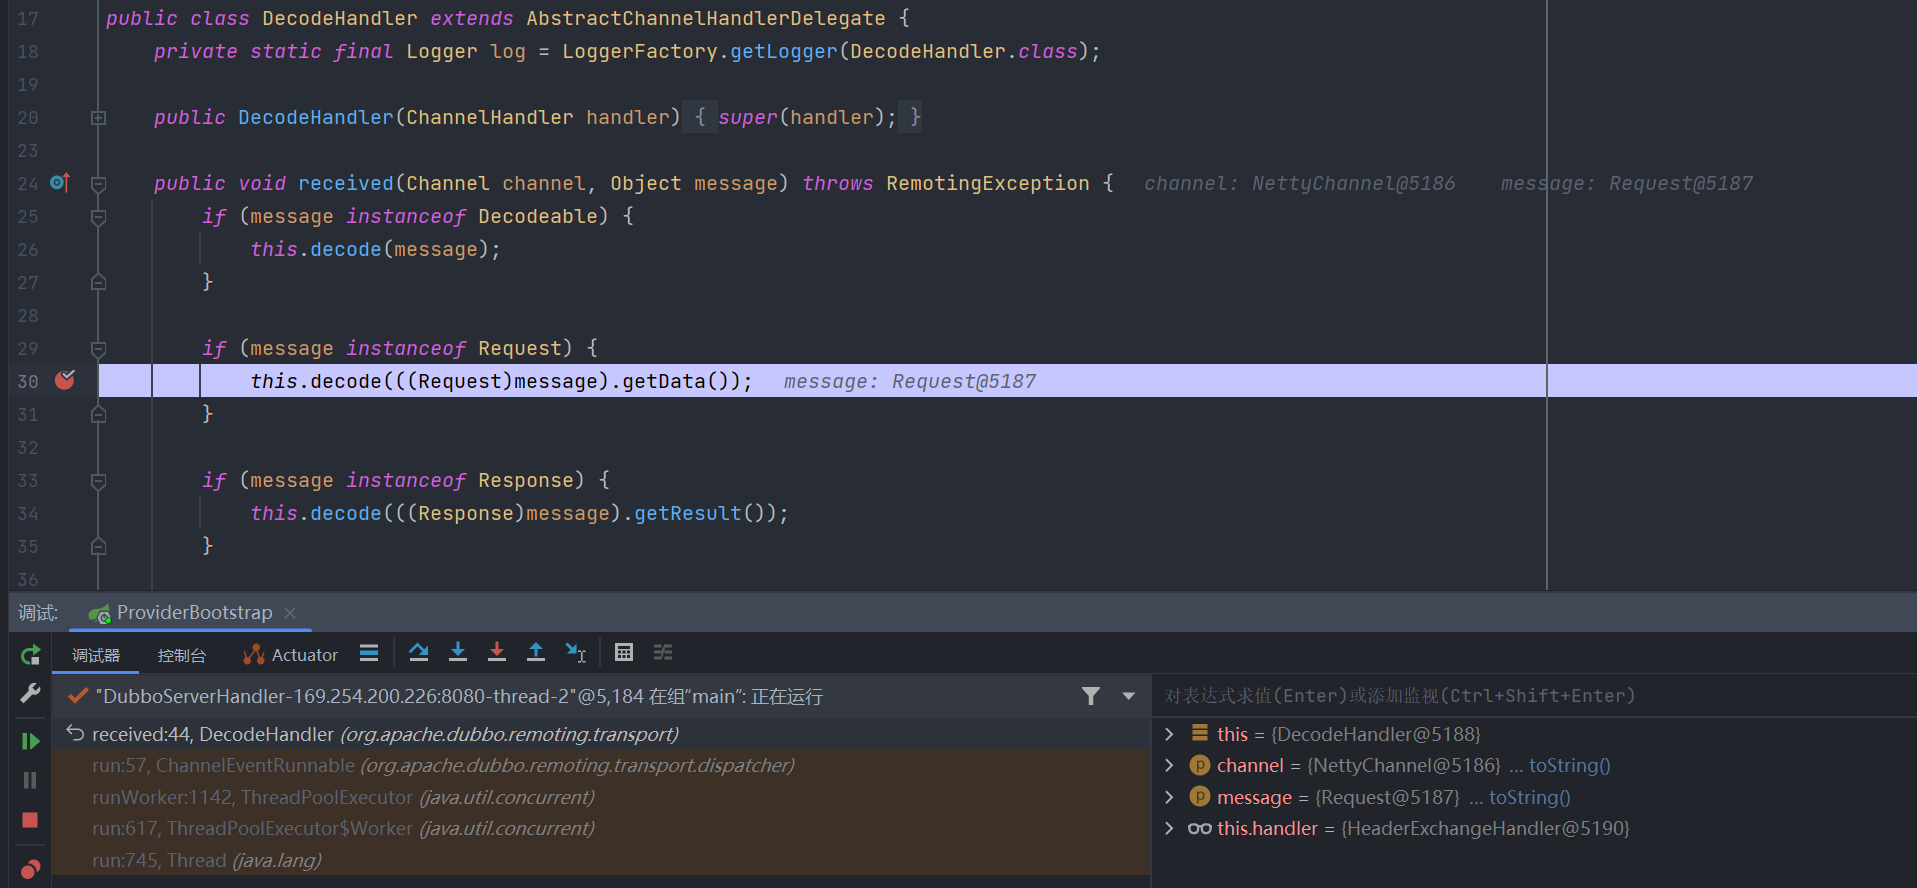 17 public class DecodeHandler extends AbstractChannelHandlerDelegate {
18 private static final Logger log = LoggerFactory.getLogger(DecodeHandler.class);
19
20 public DecodeHandler(ChannelHandler handler) { super(handler); }
23
24 public void received(Channel channel, Object message) throws RemotingException { channel: NettyChannel@5186 message: Request@5187
25 if (message instanceof Decodeable) {
26 this.decode(message);
27 }
28
29 if (message instanceof Request) {
30 this.decode(((Request)message).getData()); message: Request@5187
31 }
32
33 if (message instanceof Response) {
34 this.decode(((Response)message).getResult());
35 }
36
调试: ProviderBootstrap
调试器 控制台 Actuator
"DubboServerHandler-169.254.200.226:8080-thread-2"@5,184 在组"main": 正在运行
received:44, DecodeHandler (org.apache.dubbo.remoting.transport)
run:57, ChannelEventRunnable (org.apache.dubbo.remoting.transport.dispatcher)
runWorker:1142, ThreadPoolExecutor (java.util.concurrent)
run:617, ThreadPoolExecutor$Worker (java.util.concurrent)
run:745, Thread (java.lang)
对表达式求值(Enter)或添加监视(Ctrl+Shift+Enter)
this = {DecodeHandler@5188}
p channel = {NettyChannel@5186} ... toString()
p message = {Request@5187} ... toString()
this.handler = {HeaderExchangeHandler@5190}